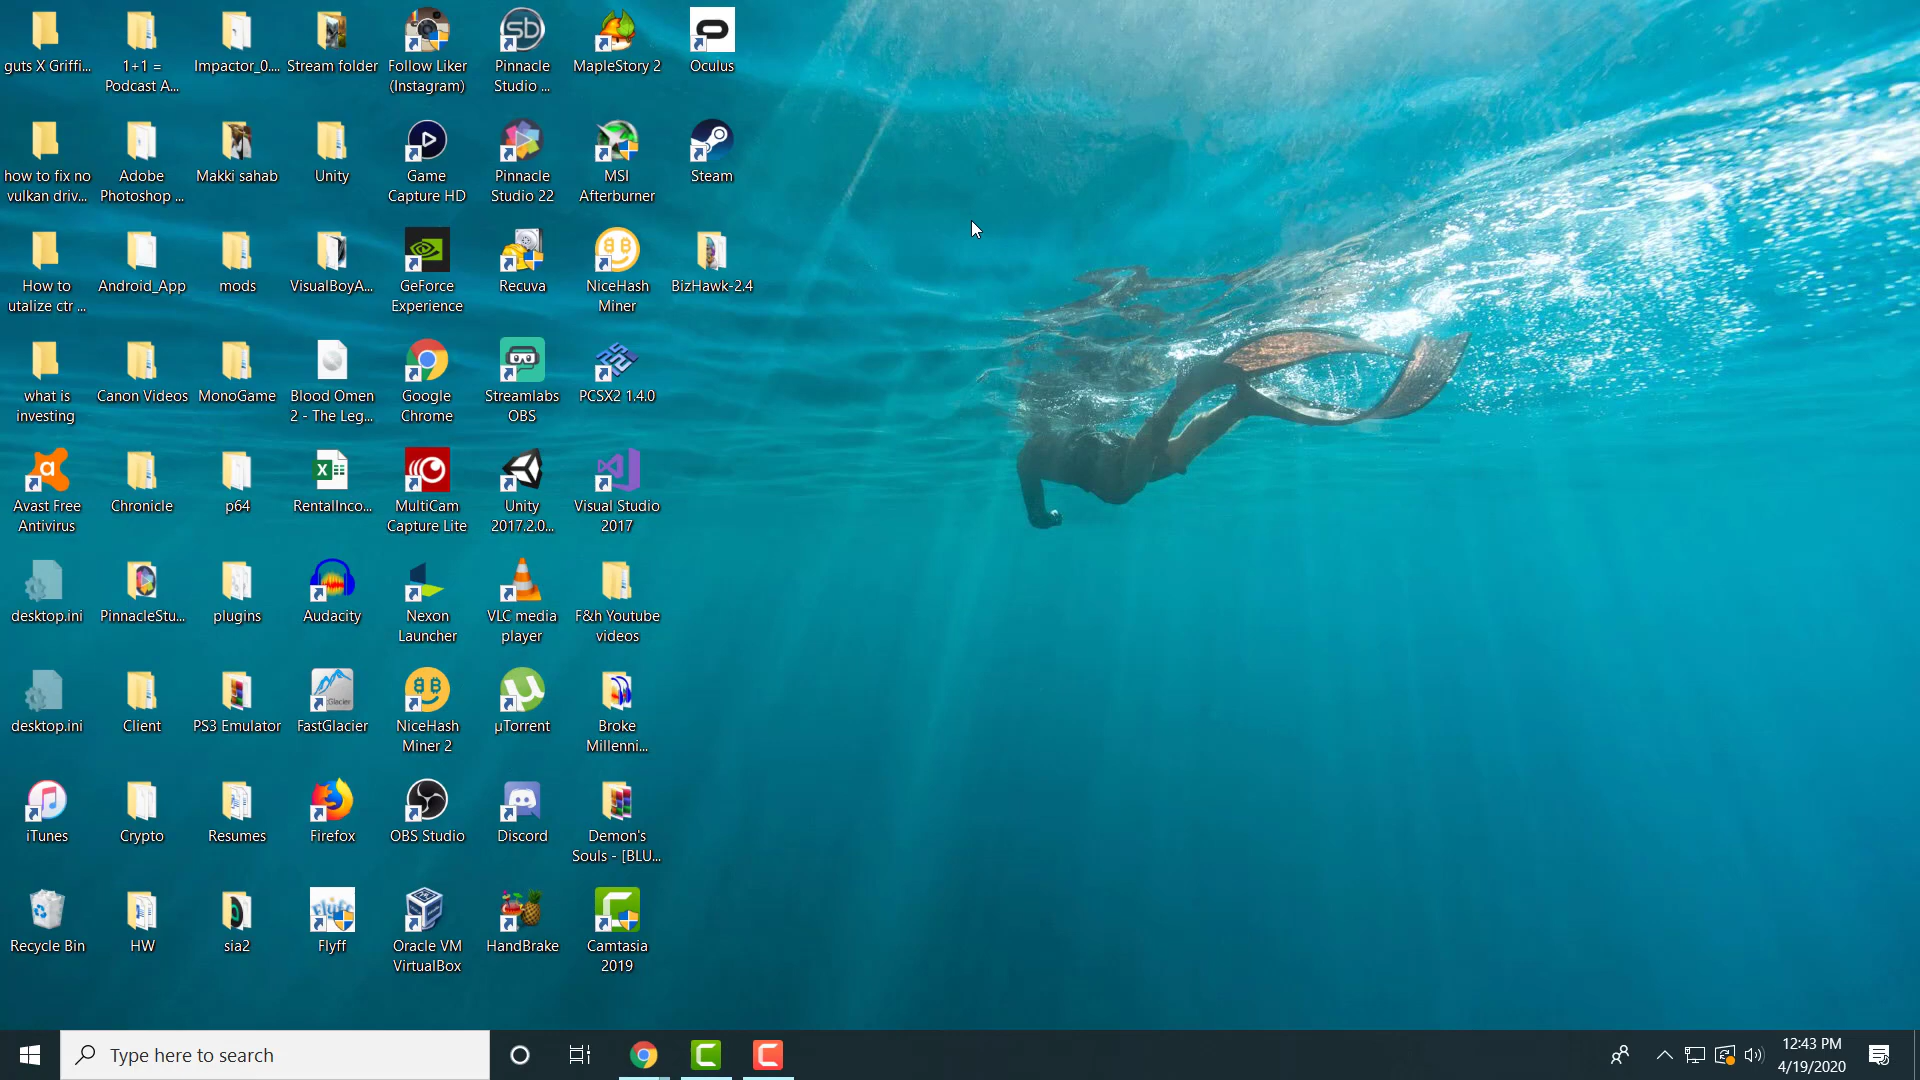 guts X Griffi...
1+1 =
Podcast A...
Impactor_0....
Stream folder
Follow Liker
(Instagram)
Pinnacle
Studio ...
MapleStory 2
Oculus
how to fix no
vulkan driv...
Adobe
Photoshop ...
Makki sahab
Unity
Game
Capture HD
Pinnacle
Studio 22
MSI
Afterburner
Steam
How to
utalize ctr ...
Android_App
mods
VisualBoyA...
GeForce
Experience
Recuva
NiceHash
Miner
BizHawk-2.4
what is
investing
Canon Videos
MonoGame
Blood Omen
2 - The Leg...
Google
Chrome
Streamlabs
OBS
PCSX2 1.4.0
Avast Free
Antivirus
Chronicle
p64
RentalInco...
MultiCam
Capture Lite
Unity
2017.2.0...
Visual Studio
2017
desktop.ini
PinnacleStu...
plugins
Audacity
Nexon
Launcher
VLC media
player
F&h Youtube
videos
desktop.ini
Client
PS3 Emulator
FastGlacier
NiceHash
Miner 2
µTorrent
Broke
Millenni...
iTunes
Crypto
Resumes
Firefox
OBS Studio
Discord
Demon's
Souls - [BLU...
Recycle Bin
HW
sia2
Flyff
Oracle VM
VirtualBox
HandBrake
Camtasia
2019
Type here to search
12:43 PM
4/19/2020